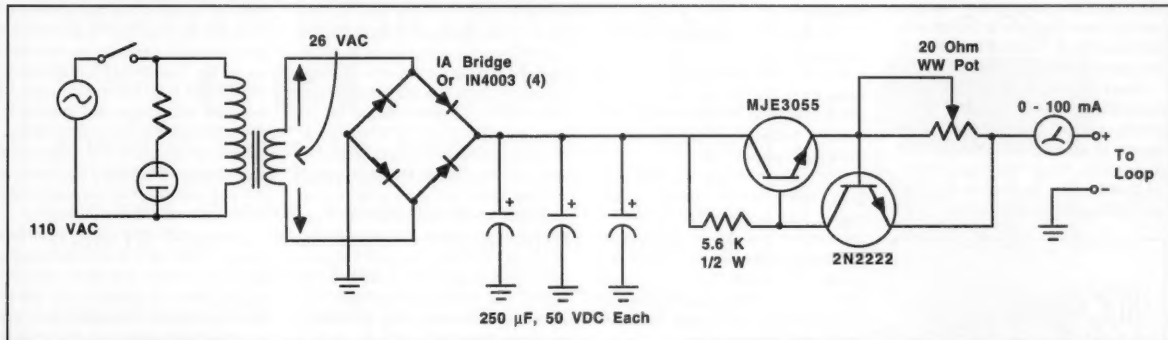 26 VAC
IA Bridge
Or IN4003 (4)
20 Ohm
WW Pot
MJE3055
0 - 100 mA
+
To
Loop
-
110 VAC
+
+
+
5.6 K
1/2 W
2N2222
250 µF, 50 VDC Each